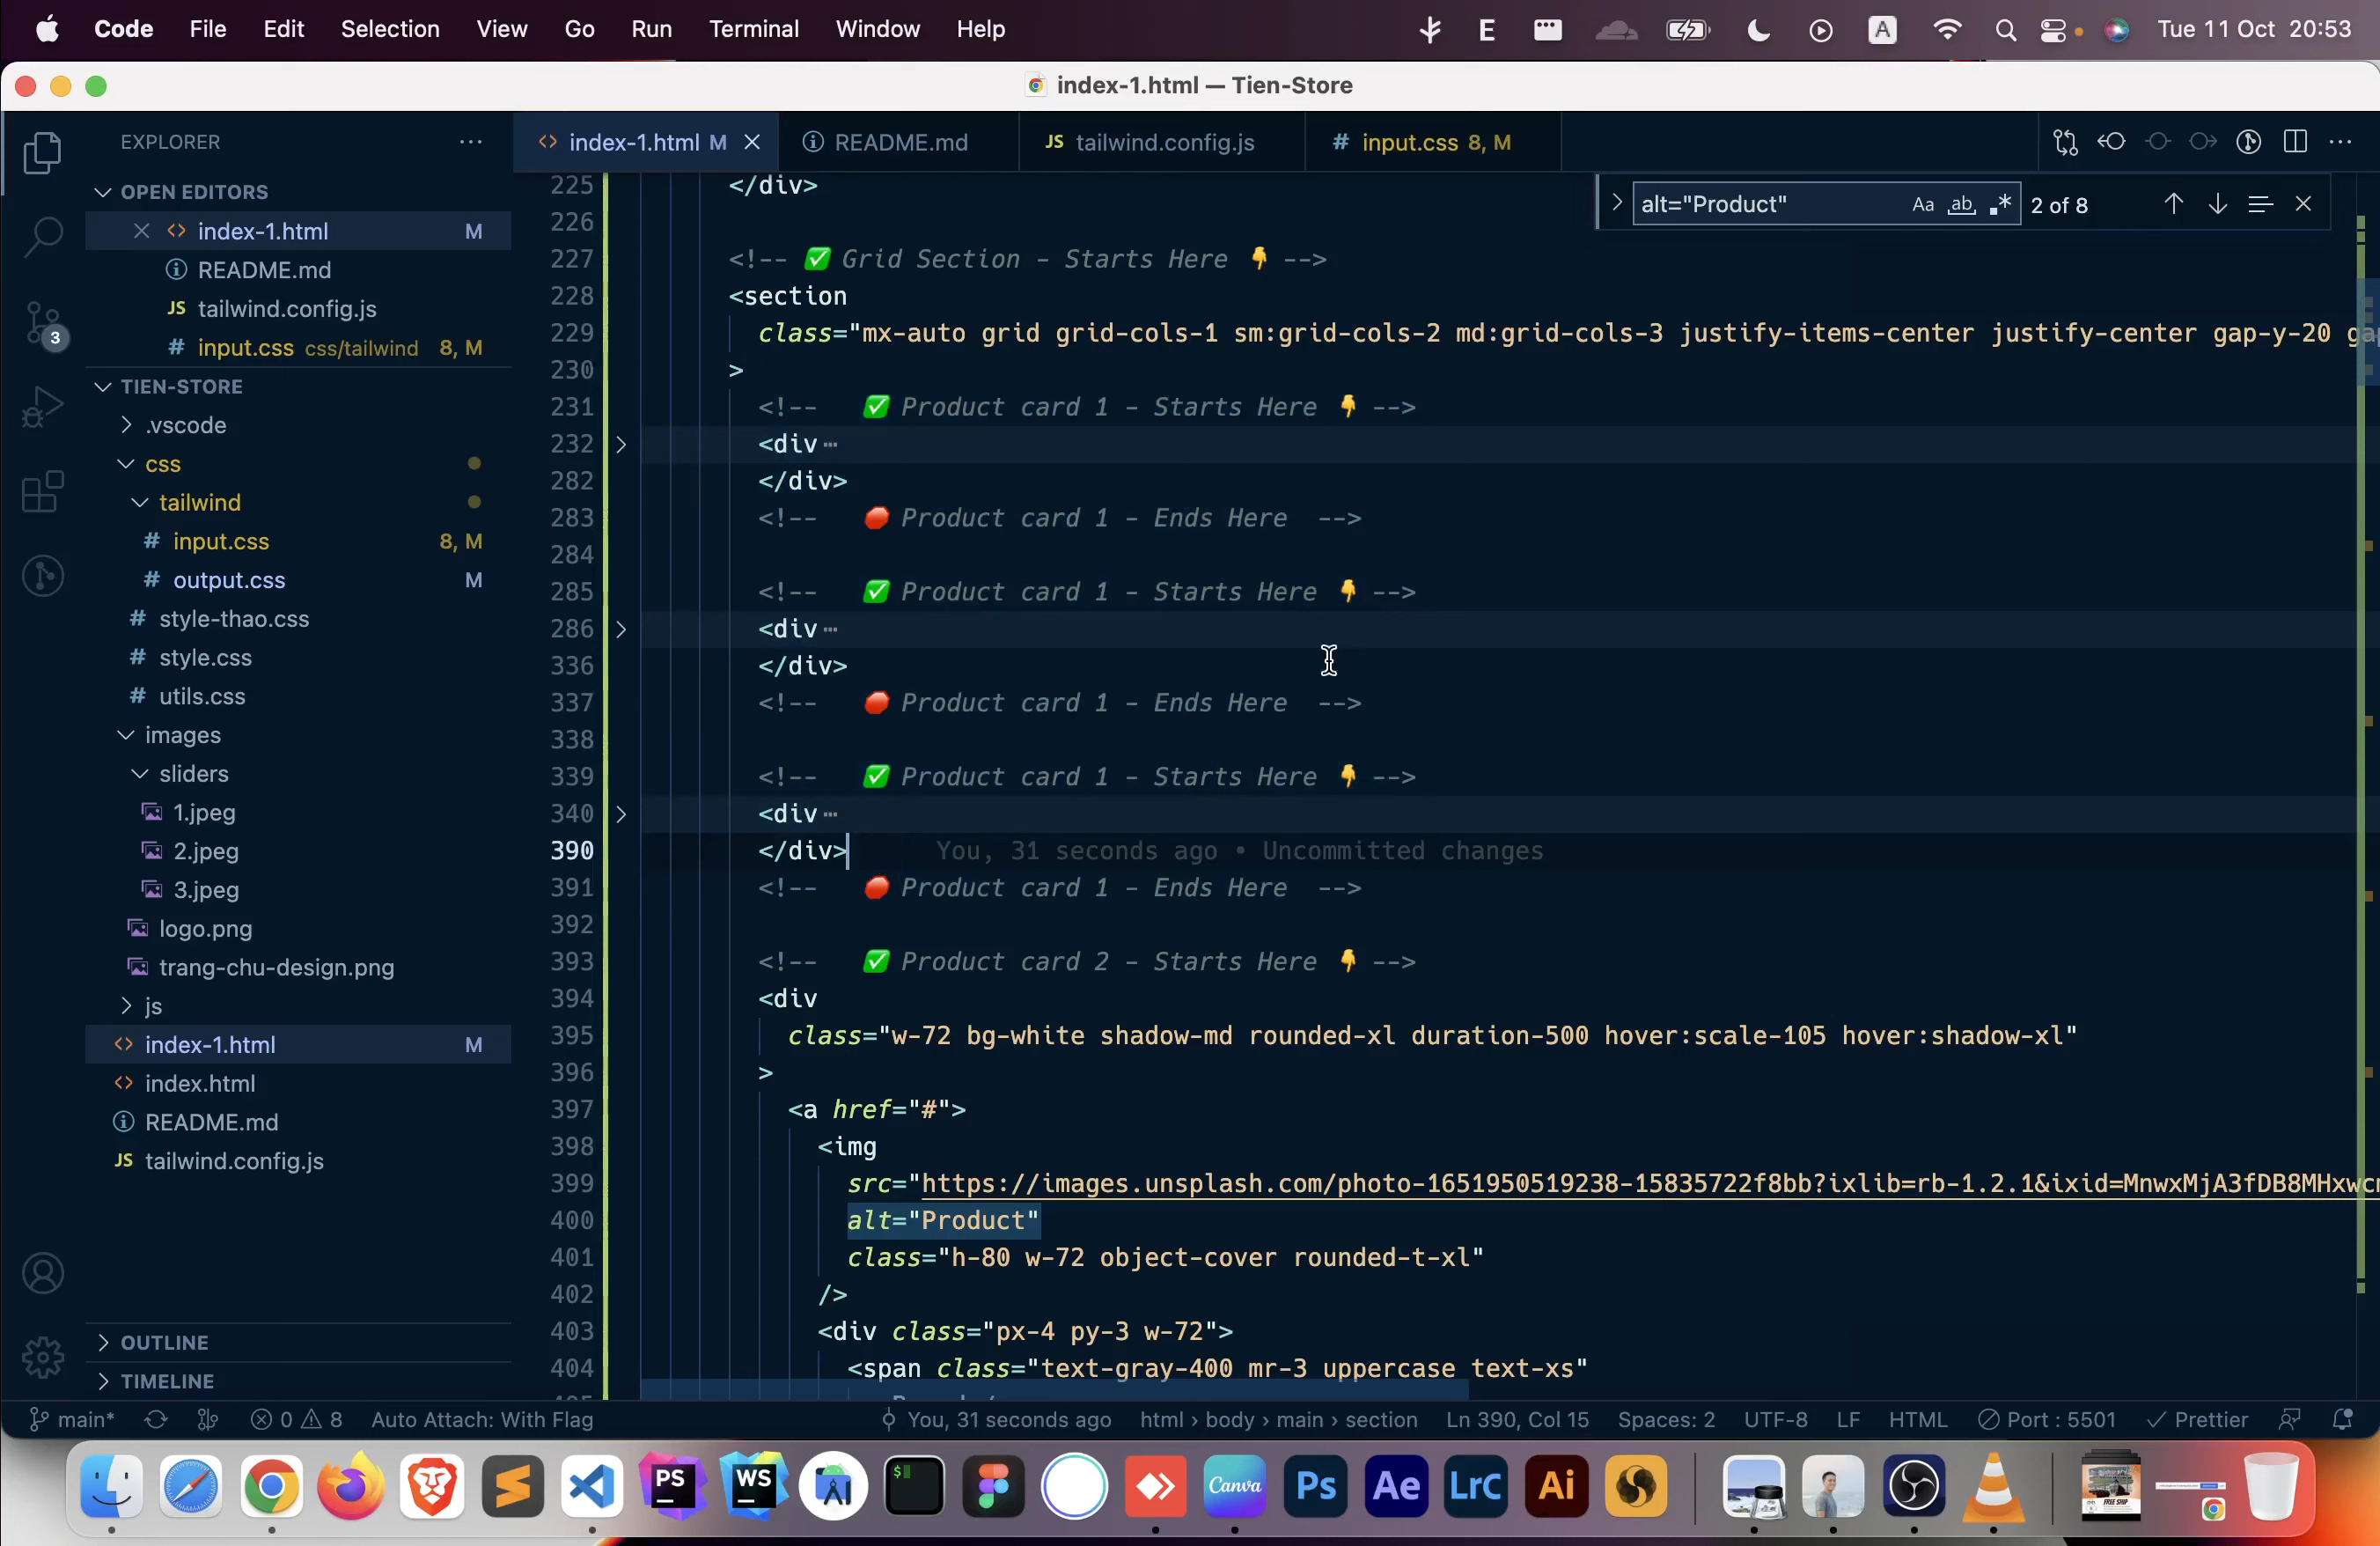 Code File Edit Selection View Go Run Terminal Window Help
E A Tue 11 Oct 20:53
index-1.html — Tien-Store
EXPLORER
OPEN EDITORS
index-1.html M
README.md
tailwind.config.js
input.css css/tailwind 8, M
TIEN-STORE
.vscode
css
tailwind
input.css 8, M
output.css M
style-thao.css
style.css
utils.css
images
sliders
1.jpeg
2.jpeg
3.jpeg
logo.png
trang-chu-design.png
js
index-1.html M
index.html
README.md
tailwind.config.js
OUTLINE
TIMELINE
3
index-1.html M README.md JS tailwind.config.js # input.css 8, M
alt="Product" Aa ab 2 of 8
225 </div>
226
227 <!-- ✅ Grid Section - Starts Here 👇 -->
228 <section
229 class="mx-auto grid grid-cols-1 sm:grid-cols-2 md:grid-cols-3 justify-items-center justify-center gap-y-20
230 >
231 <!--   ✅ Product card 1 - Starts Here 👇 -->
232 <div…
282 </div>
283 <!--   🛑 Product card 1 - Ends Here  -->
284
285 <!--   ✅ Product card 1 - Starts Here 👇 -->
286 <div…
336 </div>
337 <!--   🛑 Product card 1 - Ends Here  -->
338
339 <!--   ✅ Product card 1 - Starts Here 👇 -->
340 <div…
390 </div> You, 31 seconds ago • Uncommitted changes
391 <!--   🛑 Product card 1 - Ends Here  -->
392
393 <!--   ✅ Product card 2 - Starts Here 👇 -->
394 <div
395 class="w-72 bg-white shadow-md rounded-xl duration-500 hover:scale-105 hover:shadow-xl"
396 >
397 <a href="#">
398 <img
399 src="https://images.unsplash.com/photo-1651950519238-15835722f8bb?ixlib=rb-1.2.1&ixid=MnwxMjA3fDB8MHxwc
400 alt="Product"
401 class="h-80 w-72 object-cover rounded-t-xl"
402 />
403 <div class="px-4 py-3 w-72">
404 <span class="text-gray-400 mr-3 uppercase text-xs"
main* 0 8 Auto Attach: With Flag You, 31 seconds ago html › body › main › section Ln 390, Col 15 Spaces: 2 UTF-8 LF HTML Port : 5501 Prettier
PS WS Canva Ps Ae LrC Ai
FREE SHIP